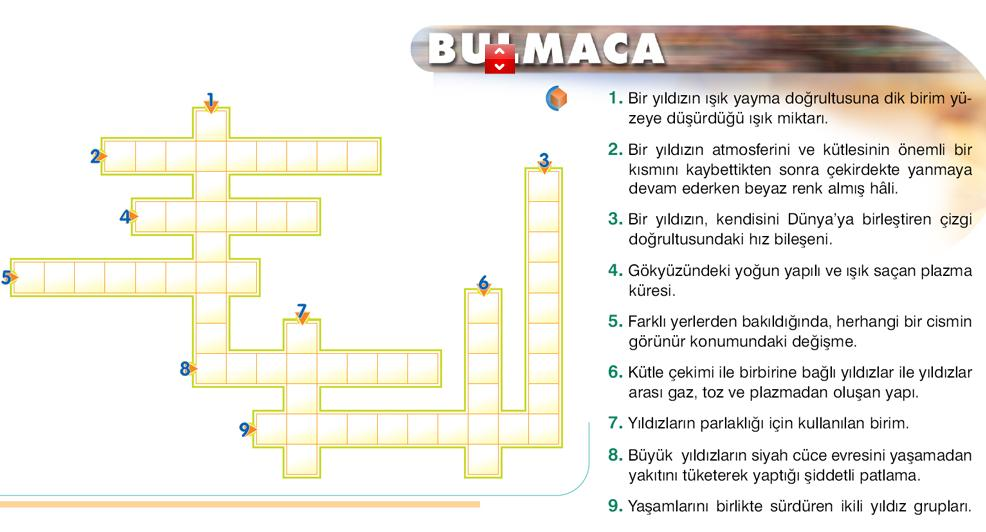 BULMACA
1
2
3
4
5
6
7
8
9
1. Bir yıldızın ışık yayma doğrultusuna dik birim yü-
zeye düşürdüğü ışık miktarı.
2. Bir yıldızın atmosferini ve kütlesinin önemli bir
kısmını kaybettikten sonra çekirdekte yanmaya
devam ederken beyaz renk almış hâli.
3. Bir yıldızın, kendisini Dünya'ya birleştiren çizgi
doğrultusundaki hız bileşeni.
4. Gökyüzündeki yoğun yapılı ve ışık saçan plazma
küresi.
5. Farklı yerlerden bakıldığında, herhangi bir cismin
görünür konumundaki değişme.
6. Kütle çekimi ile birbirine bağlı yıldızlar ile yıldızlar
arası gaz, toz ve plazmadan oluşan yapı.
7. Yıldızların parlaklığı için kullanılan birim.
8. Büyük yıldızların siyah cüce evresini yaşamadan
yakıtını tüketerek yaptığı şiddetli patlama.
9. Yaşamlarını birlikte sürdüren ikili yıldız grupları.